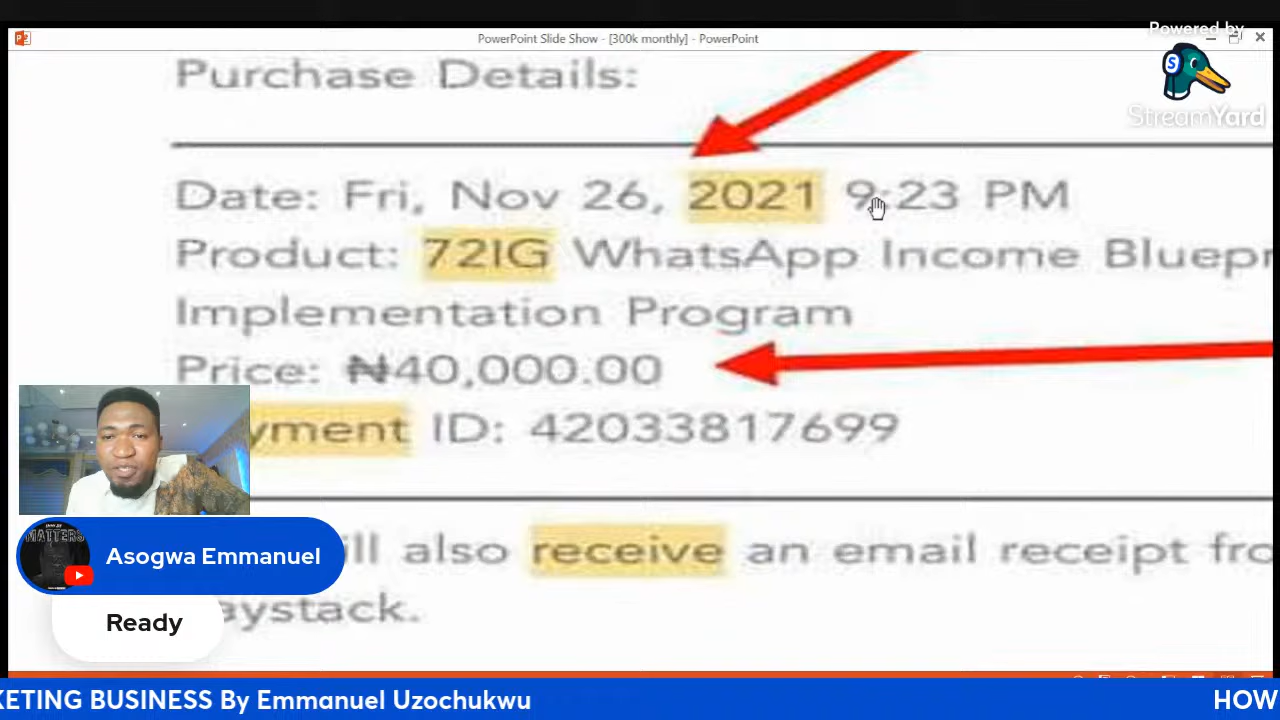 PowerPoint Slide Show - [300k monthly] - PowerPoint
Powered by
StreamYard
Purchase Details:
Date: Fri, Nov 26, 2021 9:23 PM
Product: 72IG WhatsApp Income Bluepr
Implementation Program
Price: ₦40,000.00
yment ID: 42033817699
ill also receive an email receipt fro
aystack.
MATTERS
Asogwa Emmanuel
Ready
KETING BUSINESS By Emmanuel Uzochukwu
HOW